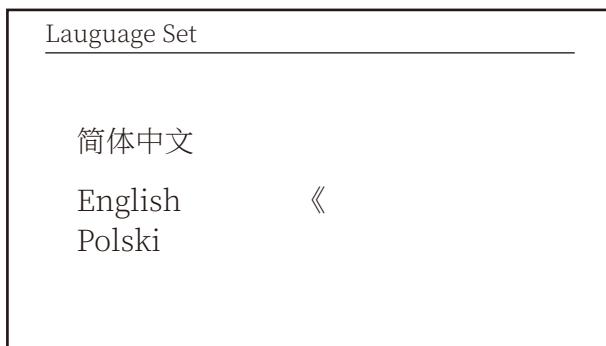 Lauguage Set
简体中文
English 《
Polski